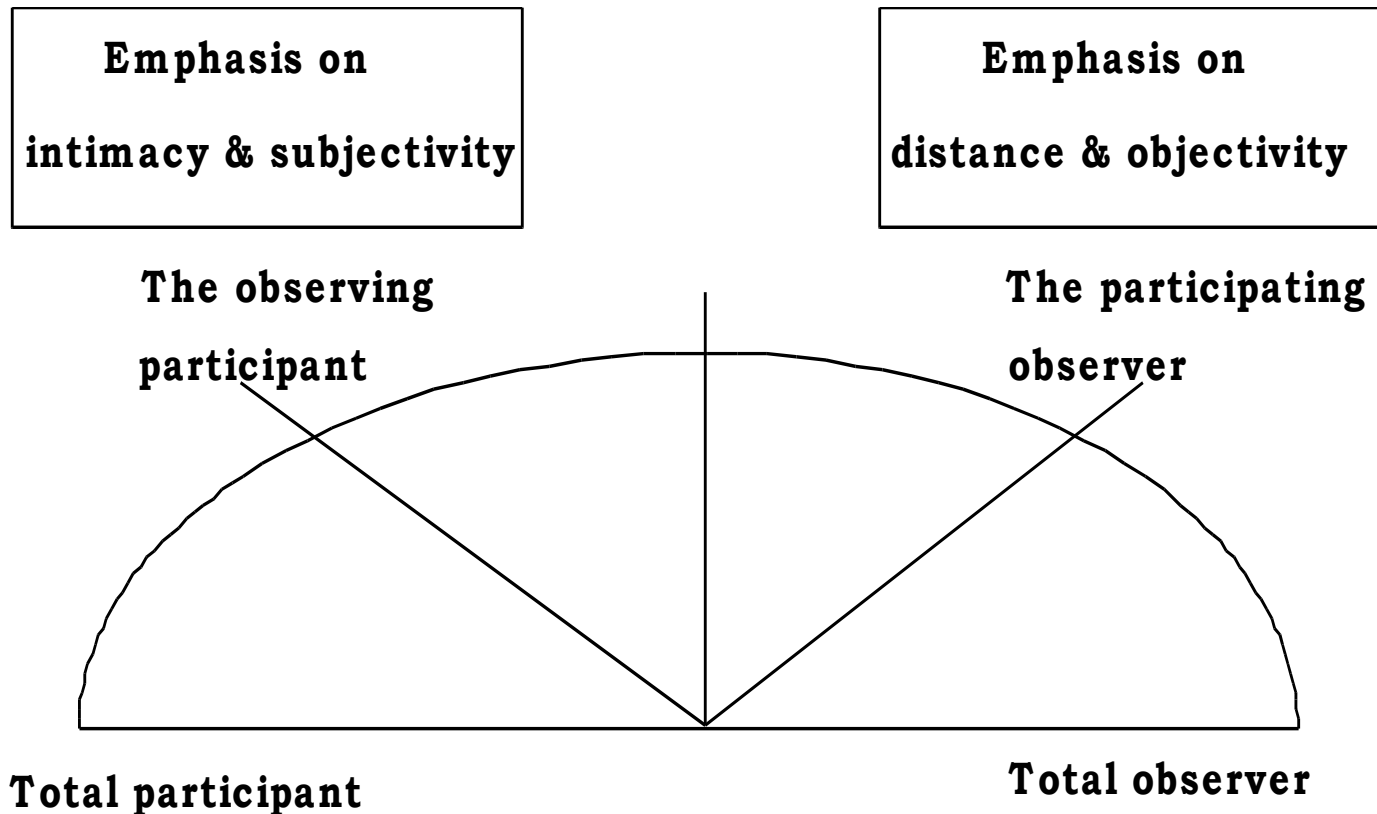 Emphasis on
intimacy & subjectivity
Emphasis on
distance & objectivity
The observing
participant
The participating
observer
Total participant
Total observer